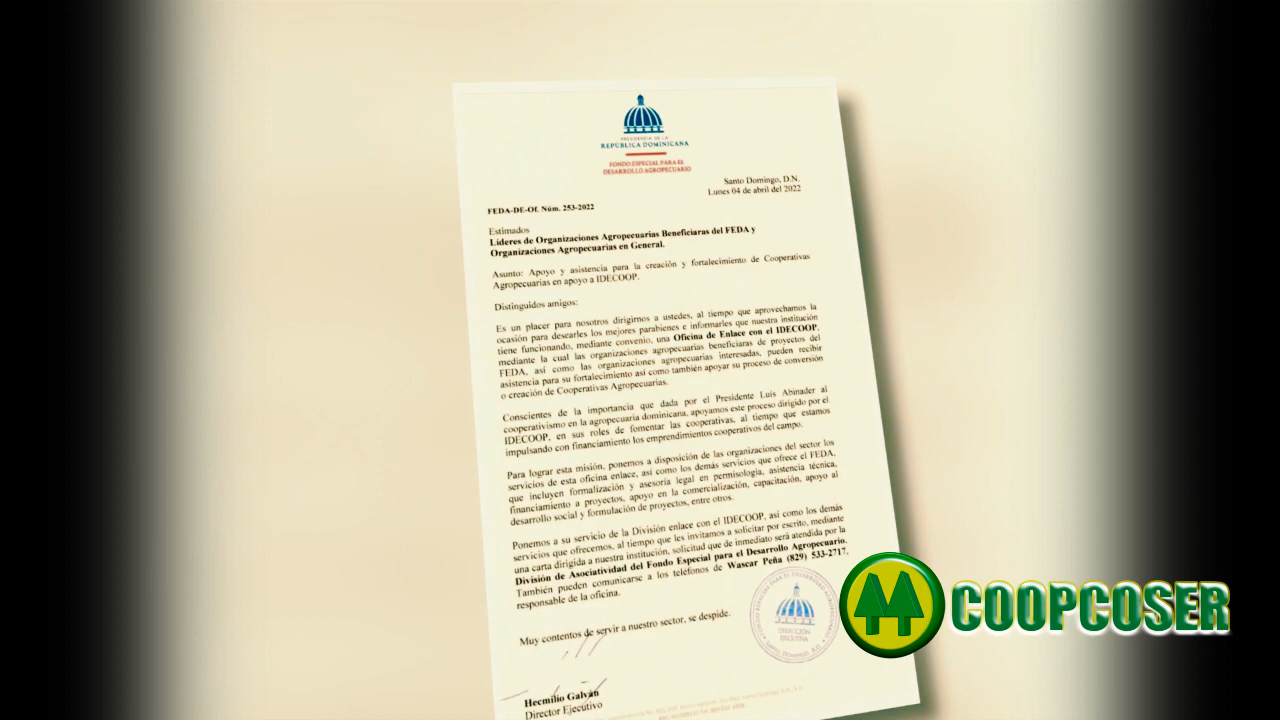 PRESIDENCIA DE LA
REPÚBLICA DOMINICANA
FONDO ESPECIAL PARA EL
DESARROLLO AGROPECUARIO
Santo Domingo, D.N.
Lunes 04 de abril del 2022
FEDA-DE-Of. Núm. 253-2022
Estimados
Líderes de Organizaciones Agropecuarias Beneficiaras del FEDA y
Organizaciones Agropecuarias en General.
Asunto: Apoyo y asistencia para la creación y fortalecimiento de Cooperativas
Agropecuarias en apoyo a IDECOOP.
Distinguidos amigos:
Es un placer para nosotros dirigirnos a ustedes, al tiempo que aprovechamos la
ocasión para desearles los mejores parabienes e informarles que nuestra institución
tiene funcionando, mediante convenio, una Oficina de Enlace con el IDECOOP,
mediante la cual las organizaciones agropecuarias beneficiaras de proyectos del
FEDA, así como las organizaciones agropecuarias interesadas, pueden recibir
asistencia para su fortalecimiento así como también apoyar su proceso de conversión
o creación de Cooperativas Agropecuarias.
Conscientes de la importancia que dada por el Presidente Luis Abinader al
cooperativismo en la agropecuaria dominicana, apoyamos este proceso dirigido por el
IDECOOP, en sus roles de fomentar las cooperativas, al tiempo que estamos
impulsando con financiamiento los emprendimientos cooperativos del campo.
Para lograr esta misión, ponemos a disposición de las organizaciones del sector los
servicios de esta oficina enlace, así como los demás servicios que ofrece el FEDA,
que incluyen formalización y asesoría legal en permisología, asistencia técnica,
financiamiento a proyectos, apoyo en la comercialización, capacitación, apoyo al
desarrollo social y formulación de proyectos, entre otros.
Ponemos a su servicio de la División enlace con el IDECOOP, así como los demás
servicios que ofrecemos, al tiempo que les invitamos a solicitar por escrito, mediante
una carta dirigida a nuestra institución, solicitud que de inmediato será atendida por la
División de Asociatividad del Fondo Especial para el Desarrollo Agropecuario.
También pueden comunicarse a los teléfonos de Wascar Peña (829) 533-2717,
responsable de la oficina.
Muy contentos de servir a nuestro sector, se despide.
DIRECCIÓN
EJECUTIVA
Hecmilio Galván
Director Ejecutivo
COOPCOSER